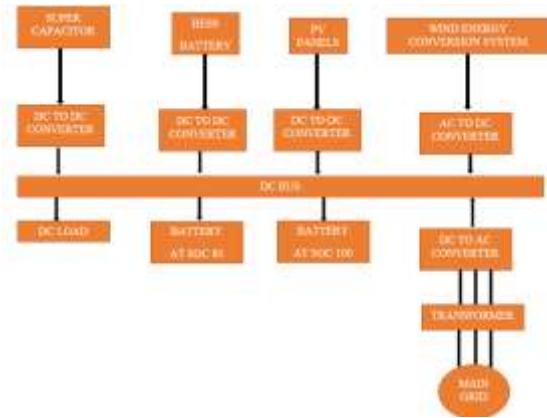 SUPER
CAPACITOR
HESS
BATTERY
PV
PANELS
WIND ENERGY
CONVERSION SYSTEM
DC TO DC
CONVERTER
DC TO DC
CONVERTER
DC TO DC
CONVERTER
AC TO DC
CONVERTER
DC BUS
DC LOAD
BATTERY
AT SOC
BATTERY
AT SOC 100
DC TO AC
CONVERTER
TRANSFORMER
MAIN
GRID